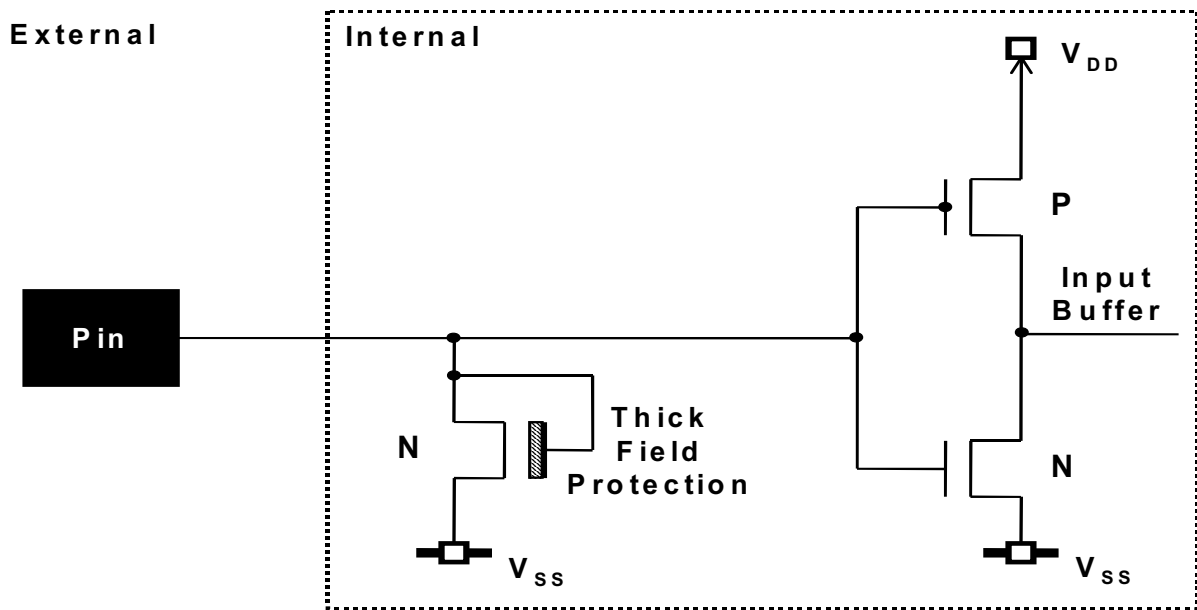 External
Internal
VDD
P
Input
Buffer
Pin
Thick
Field
Protection
N
N
VSS
VSS